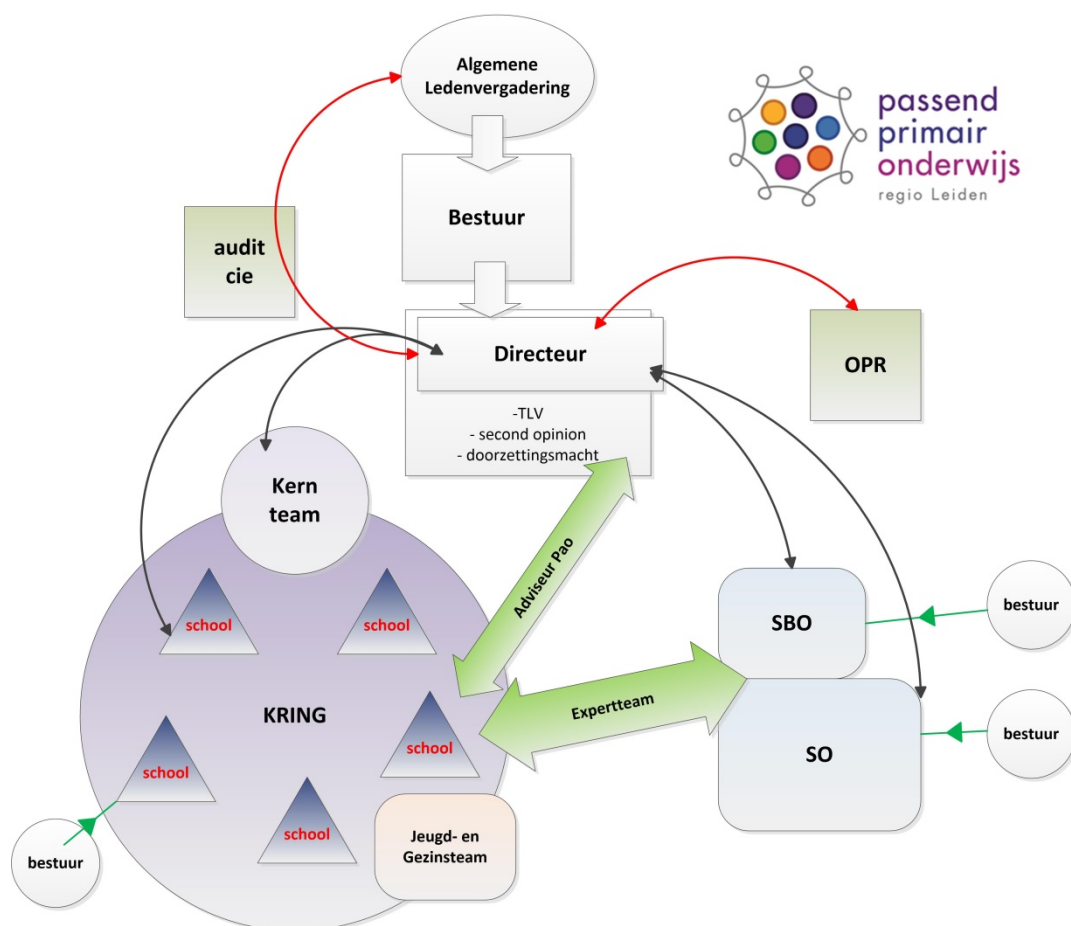 Algemene
Ledenvergadering
passend
primair
onderwijs
regio Leiden
Bestuur
audit
cie
Directeur
OPR
-TLV
- second opinion
- doorzettingsmacht
Kern
team
Adviseur Pao
school
school
SBO
bestuur
KRING
Expertteam
school
school
SO
bestuur
school
Jeugd- en
Gezinsteam
bestuur